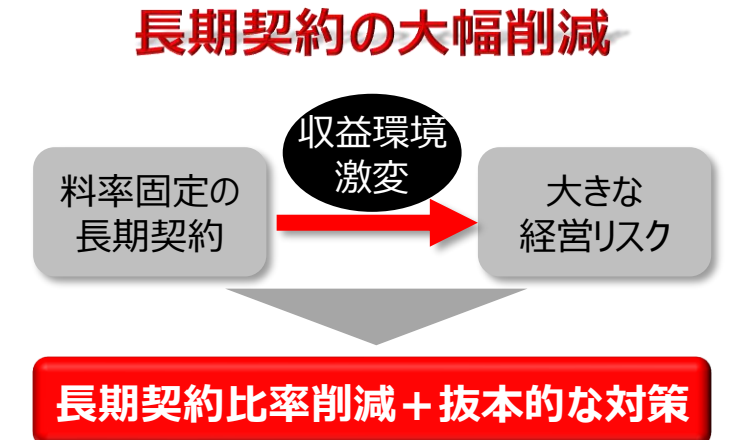 長期契約の大幅削減
収益環境
激変
料率固定の
長期契約
大きな
経営リスク
長期契約比率削減＋抜本的な対策